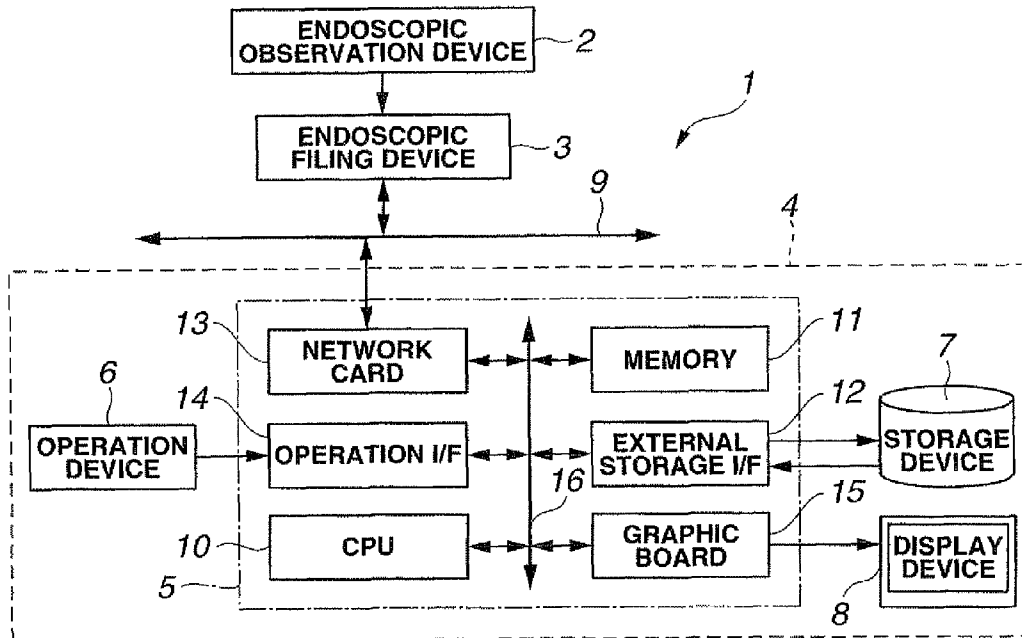 ENDOSCOPIC
OBSERVATION DEVICE
2
1
ENDOSCOPIC
FILING DEVICE
3
9
4
13
NETWORK
CARD
11
MEMORY
6
OPERATION
DEVICE
14
OPERATION I/F
12
EXTERNAL
STORAGE I/F
7
STORAGE
DEVICE
16
15
10
CPU
GRAPHIC
BOARD
DISPLAY
DEVICE
5
8